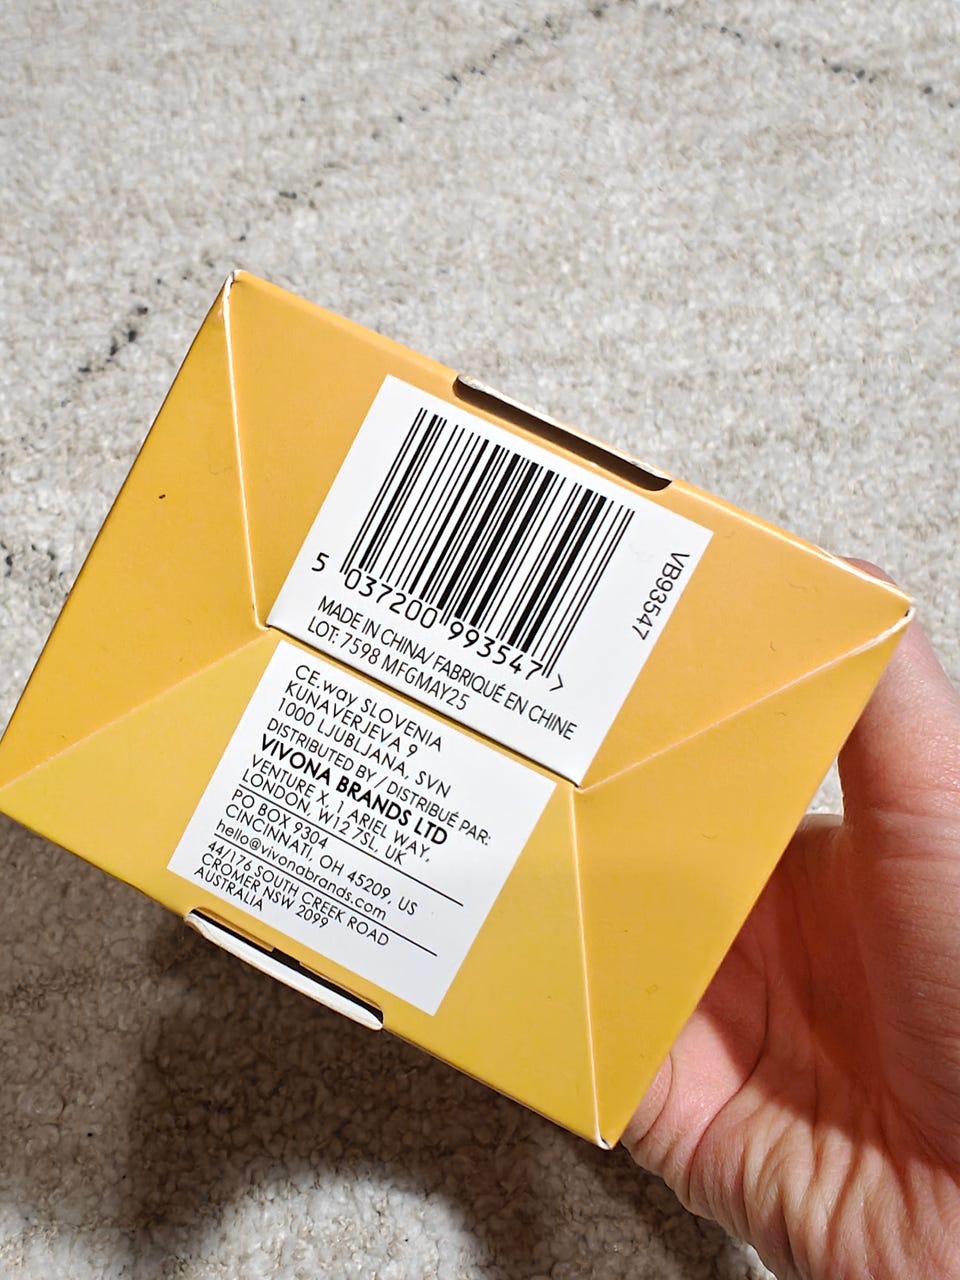 VB93547
5 037200 993547 >
MADE IN CHINA/ FABRIQUÉ EN CHINE
LOT: 7598 MFGMAY25
CE.way SLOVENIA
KUNAVERJEVA 9
1000 LJUBLJANA, SVN
DISTRIBUTED BY / DISTRIBUÉ PAR:
VIVONA BRANDS LTD
VENTURE X, 1 ARIEL WAY,
LONDON, W12 7SL, UK
PO BOX 9304
CINCINNATI, OH 45209, US
hello@vivonabrands.com
44/176 SOUTH CREEK ROAD
CROMER NSW 2099
AUSTRALIA